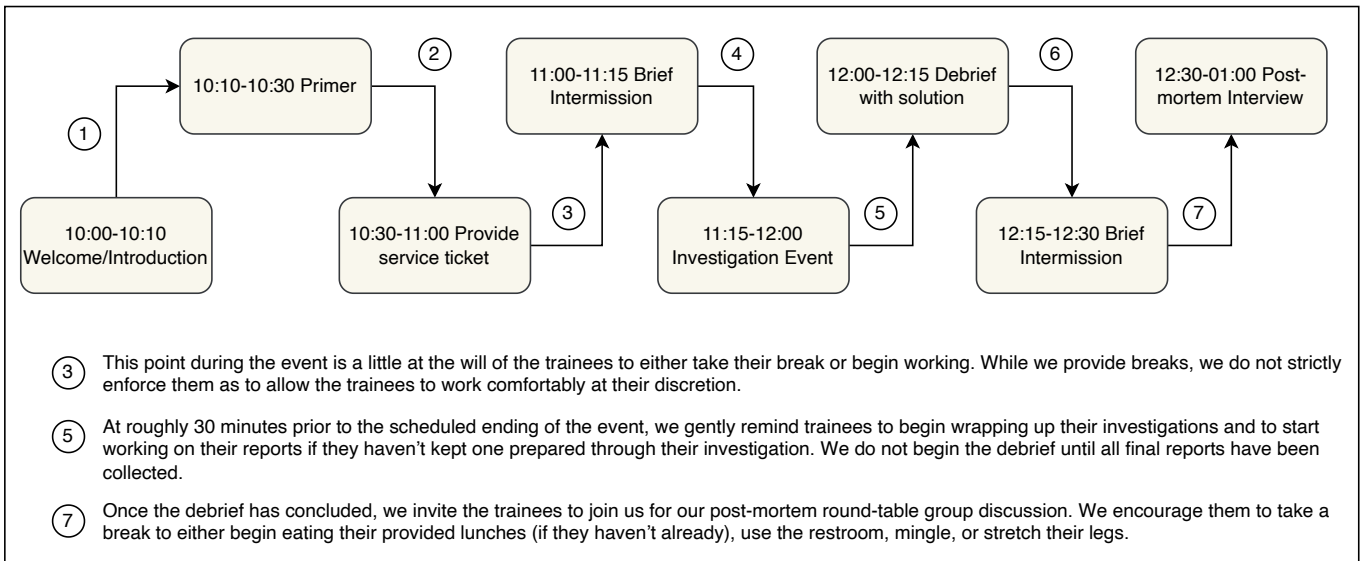 2
4
6
10:10-10:30 Primer
11:00-11:15 Brief
Intermission
12:00-12:15 Debrief
with solution
12:30-01:00 Post-
mortem Interview
1
3
5
7
10:00-10:10
Welcome/Introduction
10:30-11:00 Provide
service ticket
11:15-12:00
Investigation Event
12:15-12:30 Brief
Intermission
3
This point during the event is a little at the will of the trainees to either take their break or begin working. While we provide breaks, we do not strictly
enforce them as to allow the trainees to work comfortably at their discretion.
5
At roughly 30 minutes prior to the scheduled ending of the event, we gently remind trainees to begin wrapping up their investigations and to start
working on their reports if they haven't kept one prepared through their investigation. We do not begin the debrief until all final reports have been
collected.
7
Once the debrief has concluded, we invite the trainees to join us for our post-mortem round-table group discussion. We encourage them to take a
break to either begin eating their provided lunches (if they haven't already), use the restroom, mingle, or stretch their legs.